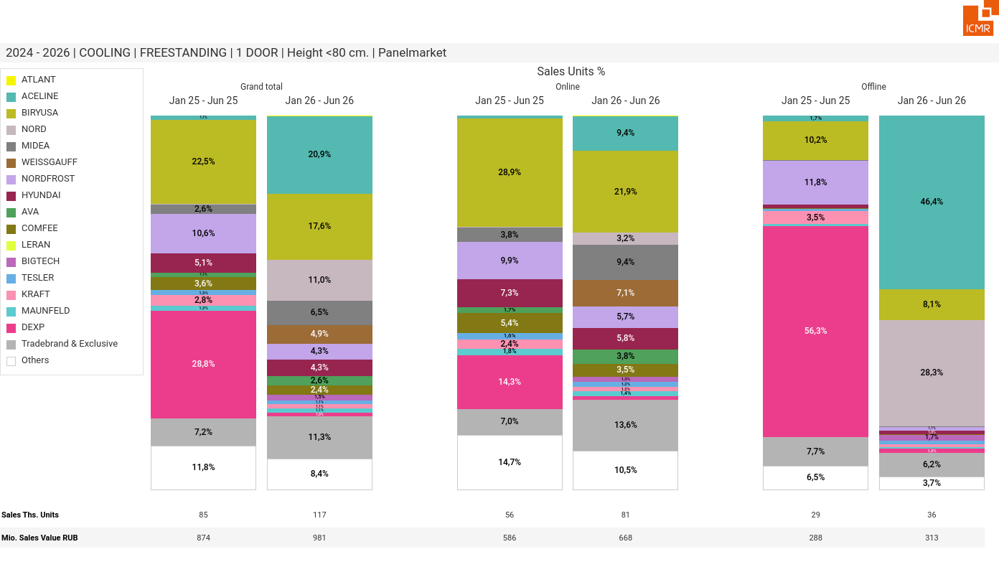 ICMR
2024 - 2026 | COOLING | FREESTANDING | 1 DOOR | Height <80 cm. | Panelmarket
Sales Units %
Grand total
Online
Offline
Jan 25 - Jun 25
Jan 26 - Jun 26
Jan 25 - Jun 25
Jan 26 - Jun 26
Jan 25 - Jun 25
Jan 26 - Jun 26
ATLANT
ACELINE
BIRYUSA
NORD
MIDEA
WEISSGAUFF
NORDFROST
HYUNDAI
AVA
COMFEE
LERAN
BIGTECH
TESLER
KRAFT
MAUNFELD
DEXP
Tradebrand & Exclusive
Others
1,1%
22,5%
2,6%
10,6%
5,1%
1,1%
3,6%
1,3%
2,8%
1,3%
28,8%
7,2%
11,8%
20,9%
17,6%
11,0%
6,5%
4,9%
4,3%
4,3%
2,6%
2,4%
1,5%
1,1%
1,1%
1,1%
1,0%
11,3%
8,4%
28,9%
3,8%
9,9%
7,3%
1,7%
5,4%
1,6%
2,4%
1,8%
14,3%
7,0%
14,7%
9,4%
21,9%
3,2%
9,4%
7,1%
5,7%
5,8%
3,8%
3,5%
1,3%
1,2%
1,2%
1,4%
13,6%
10,5%
1,7%
10,2%
11,8%
3,5%
56,3%
7,7%
6,5%
46,4%
8,1%
28,3%
1,1%
1,0%
1,7%
1,2%
6,2%
3,7%
Sales Ths. Units 85 117 56 81 29 36
Mio. Sales Value RUB 874 981 586 668 288 313